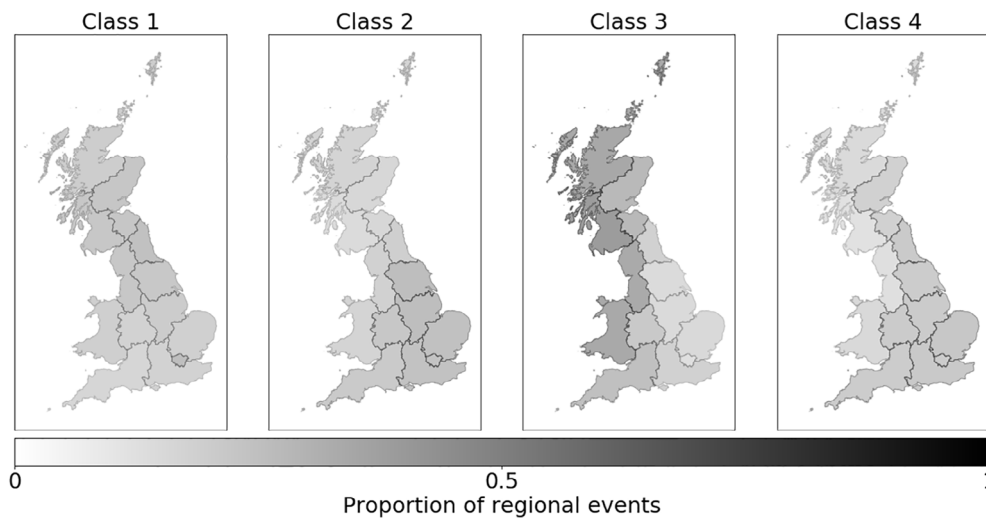 Class 1
Class 2
Class 3
Class 4
0
0.5
Proportion of regional events